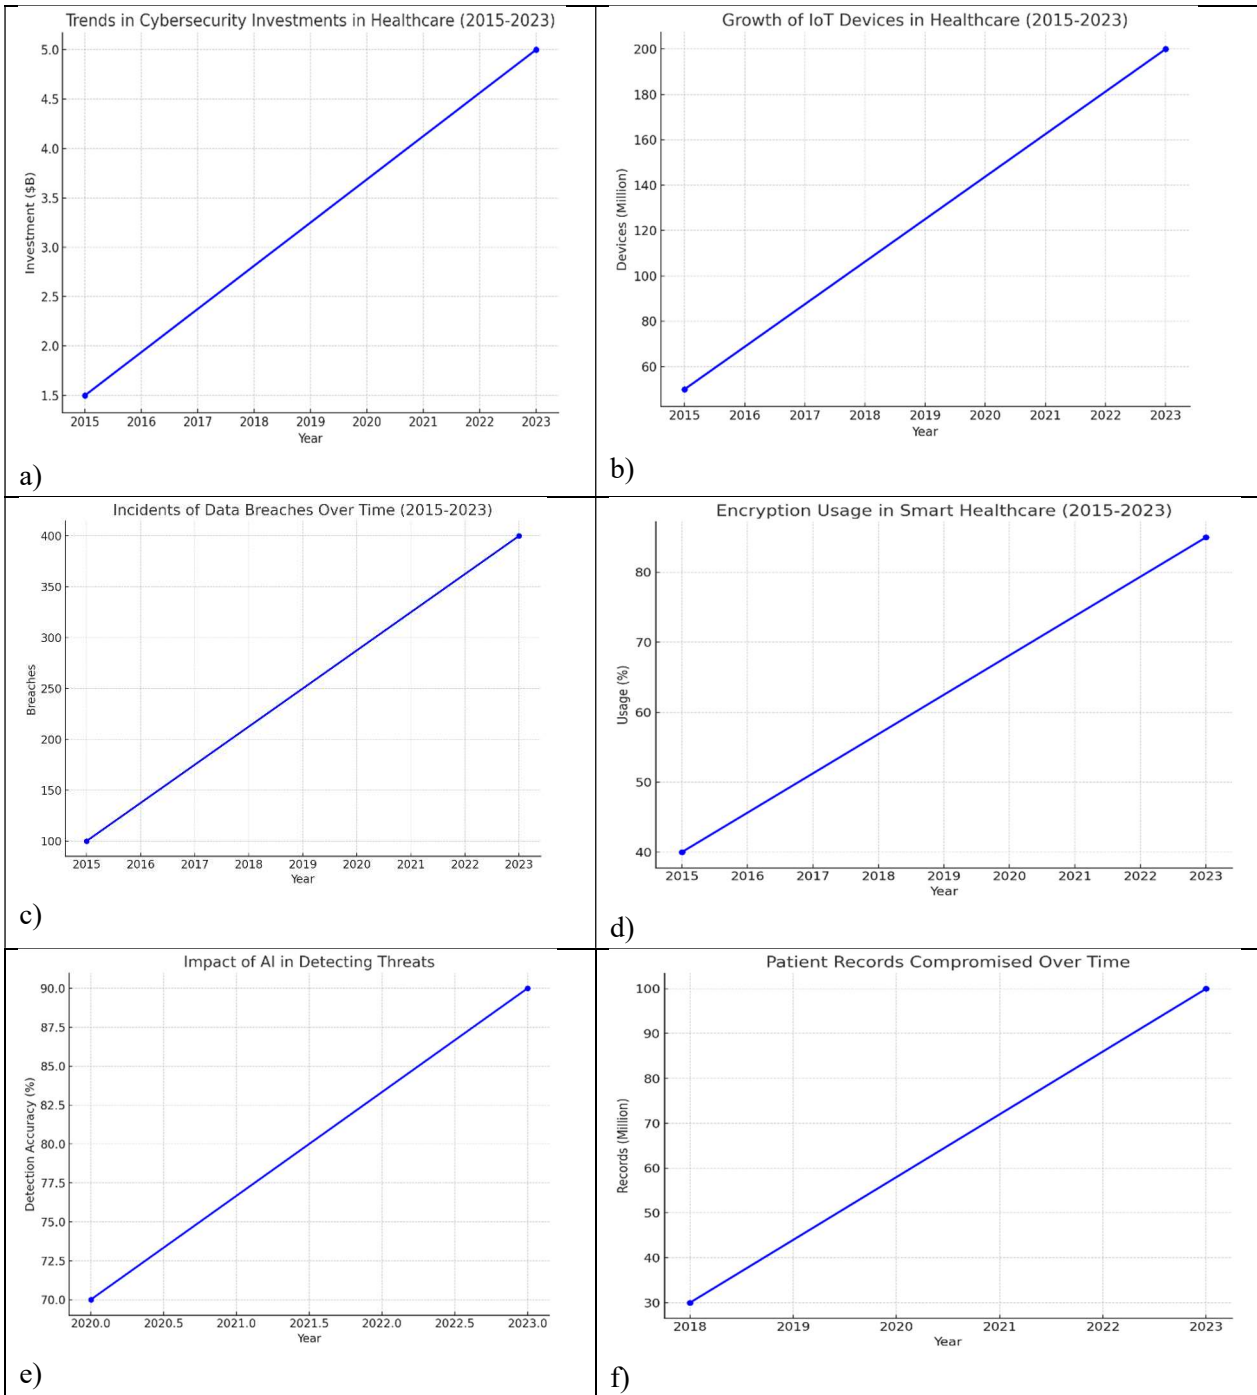 Trends in Cybersecurity Investments in Healthcare (2015-2023)
5.0
4.5
4.0
3.5
3.0
2.5
2.0
1.5
Investment ($B)
2015 2016 2017 2018 2019 2020 2021 2022 2023
Year
a)
Growth of IoT Devices in Healthcare (2015-2023)
200
180
160
140
120
100
80
60
Devices (Million)
2015 2016 2017 2018 2019 2020 2021 2022 2023
Year
b)
Incidents of Data Breaches Over Time (2015-2023)
400
350
300
250
200
150
100
Breaches
2015 2016 2017 2018 2019 2020 2021 2022 2023
Year
c)
Encryption Usage in Smart Healthcare (2015-2023)
80
70
60
50
40
Usage (%)
2015 2016 2017 2018 2019 2020 2021 2022 2023
Year
d)
Impact of AI in Detecting Threats
90.0
87.5
85.0
82.5
80.0
77.5
75.0
72.5
70.0
Detection Accuracy (%)
2020.0 2020.5 2021.0 2021.5 2022.0 2022.5 2023.0
Year
e)
Patient Records Compromised Over Time
100
90
80
70
60
50
40
30
Records (Million)
2018 2019 2020 2021 2022 2023
Year
f)